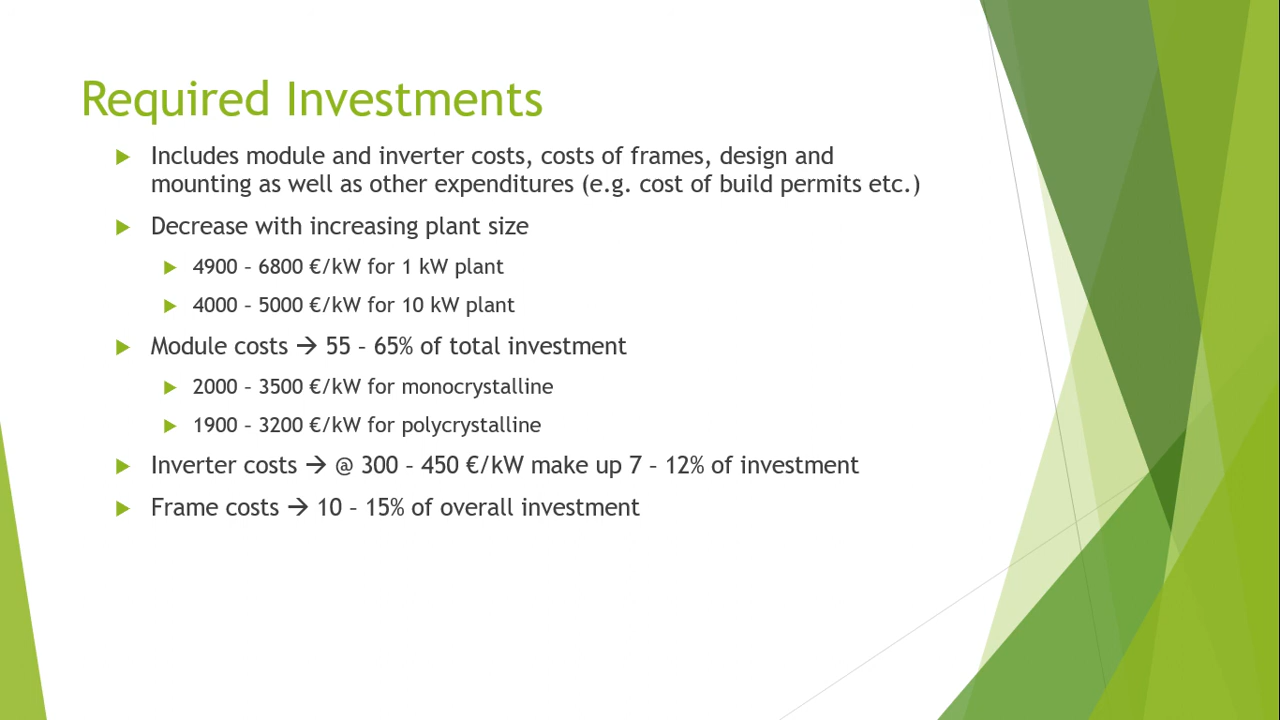 Required Investments
Includes module and inverter costs, costs of frames, design and
mounting as well as other expenditures (e.g. cost of build permits etc.)
Decrease with increasing plant size
4900 – 6800 €/kW for 1 kW plant
4000 – 5000 €/kW for 10 kW plant
Module costs → 55 – 65% of total investment
2000 – 3500 €/kW for monocrystalline
1900 – 3200 €/kW for polycrystalline
Inverter costs → @ 300 – 450 €/kW make up 7 – 12% of investment
Frame costs → 10 – 15% of overall investment